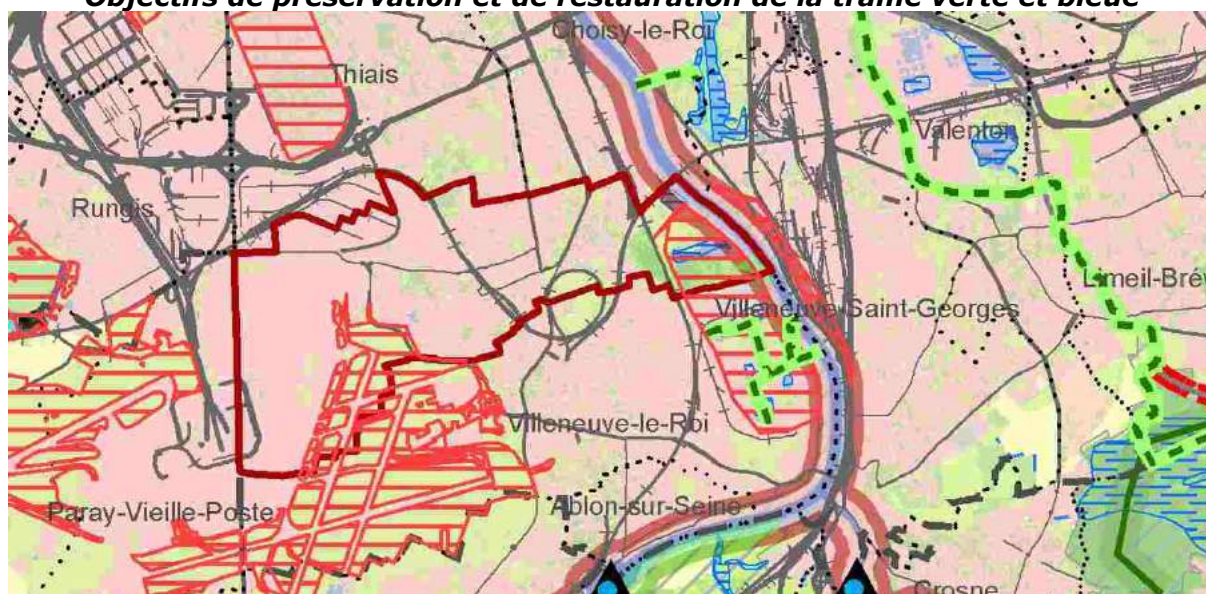 Objectifs de préservation et de restauration de la trame verte et bleue
Choisy-le-Roi
Thiais
Valenton
Rungis
Limeil-Brév
Villeneuve-Saint-Georges
Villeneuve-le-Roi
Ablon-sur-Seine
Paray-Vieille-Poste
Crosne